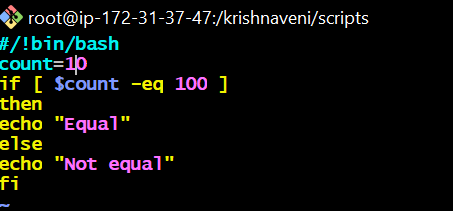 root@ip-172-31-37-47:/krishnaveni/scripts
#/!bin/bash
count=10
if [ $count -eq 100 ]
then
echo "Equal"
else
echo "Not equal"
fi
~